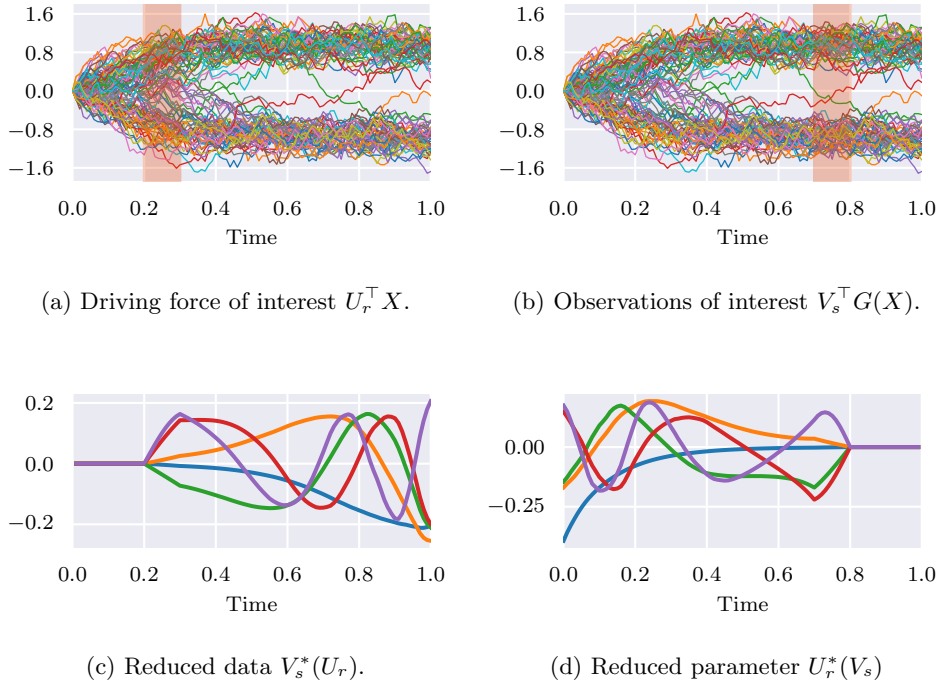 1.6
0.8
0.0
−0.8
−1.6
0.0 0.2 0.4 0.6 0.8 1.0
Time
(a) Driving force of interest $U_r^\top X$.
1.6
0.8
0.0
−0.8
−1.6
0.0 0.2 0.4 0.6 0.8 1.0
Time
(b) Observations of interest $V_s^\top G(X)$.
0.2
0.0
−0.2
0.0 0.2 0.4 0.6 0.8 1.0
Time
(c) Reduced data $V_s^*(U_r)$.
0.00
−0.25
0.0 0.2 0.4 0.6 0.8 1.0
Time
(d) Reduced parameter $U_r^*(V_s)$